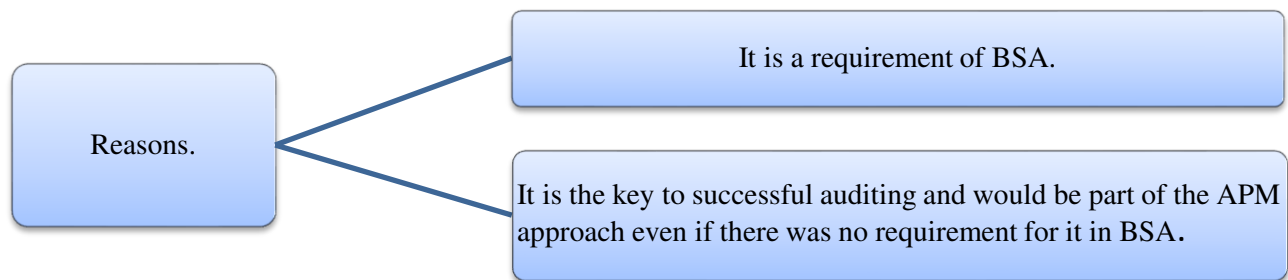 Reasons.
It is a requirement of BSA.
It is the key to successful auditing and would be part of the APM
approach even if there was no requirement for it in BSA.